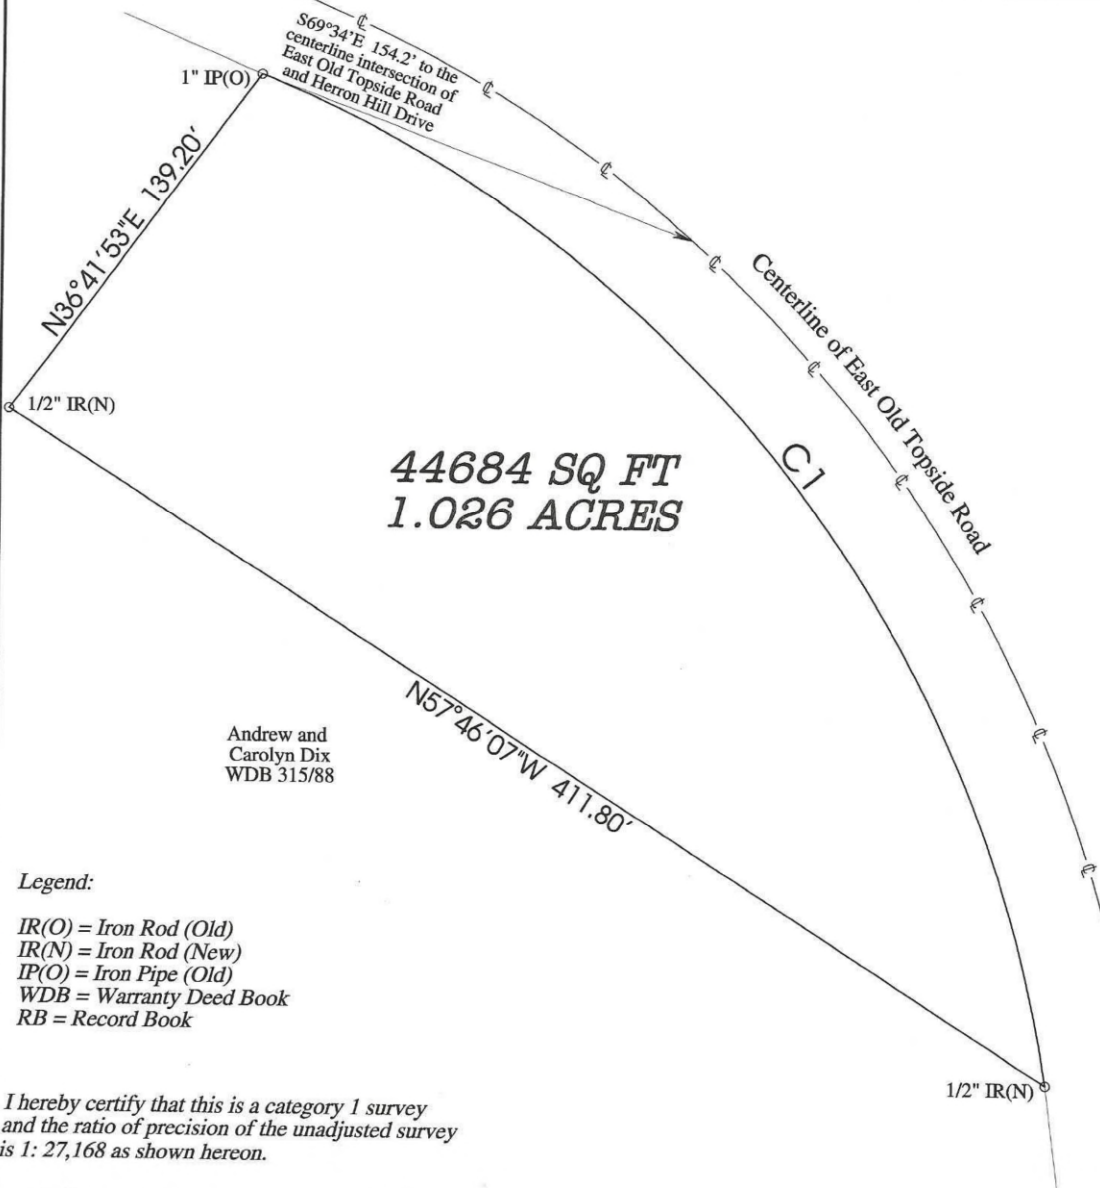 S69°34'E 154.2' to the
centerline intersection of
East Old Topside Road
and Herron Hill Drive
1" IP(O)
N36°41'53"E 139.20'
1/2" IR(N)
Centerline of East Old Topside Road
C1
44684 SQ FT
1.026 ACRES
N57°46'07"W 411.80'
Andrew and
Carolyn Dix
WDB 315/88
Legend:
IR(O) = Iron Rod (Old)
IR(N) = Iron Rod (New)
IP(O) = Iron Pipe (Old)
WDB = Warranty Deed Book
RB = Record Book
1/2" IR(N)
I hereby certify that this is a category 1 survey
and the ratio of precision of the unadjusted survey
is 1: 27,168 as shown hereon.